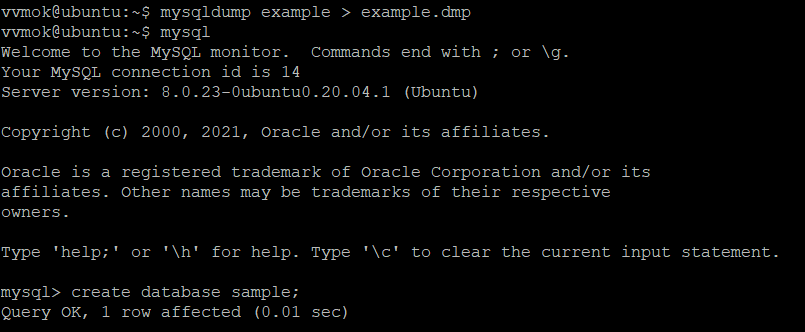 vvmok@ubuntu:~$ mysqldump example > example.dmp
vvmok@ubuntu:~$ mysql
Welcome to the MySQL monitor.  Commands end with ; or \g.
Your MySQL connection id is 14
Server version: 8.0.23-0ubuntu0.20.04.1 (Ubuntu)
Copyright (c) 2000, 2021, Oracle and/or its affiliates.
Oracle is a registered trademark of Oracle Corporation and/or its
affiliates. Other names may be trademarks of their respective
owners.
Type 'help;' or '\h' for help. Type '\c' to clear the current input statement.
mysql> create database sample;
Query OK, 1 row affected (0.01 sec)